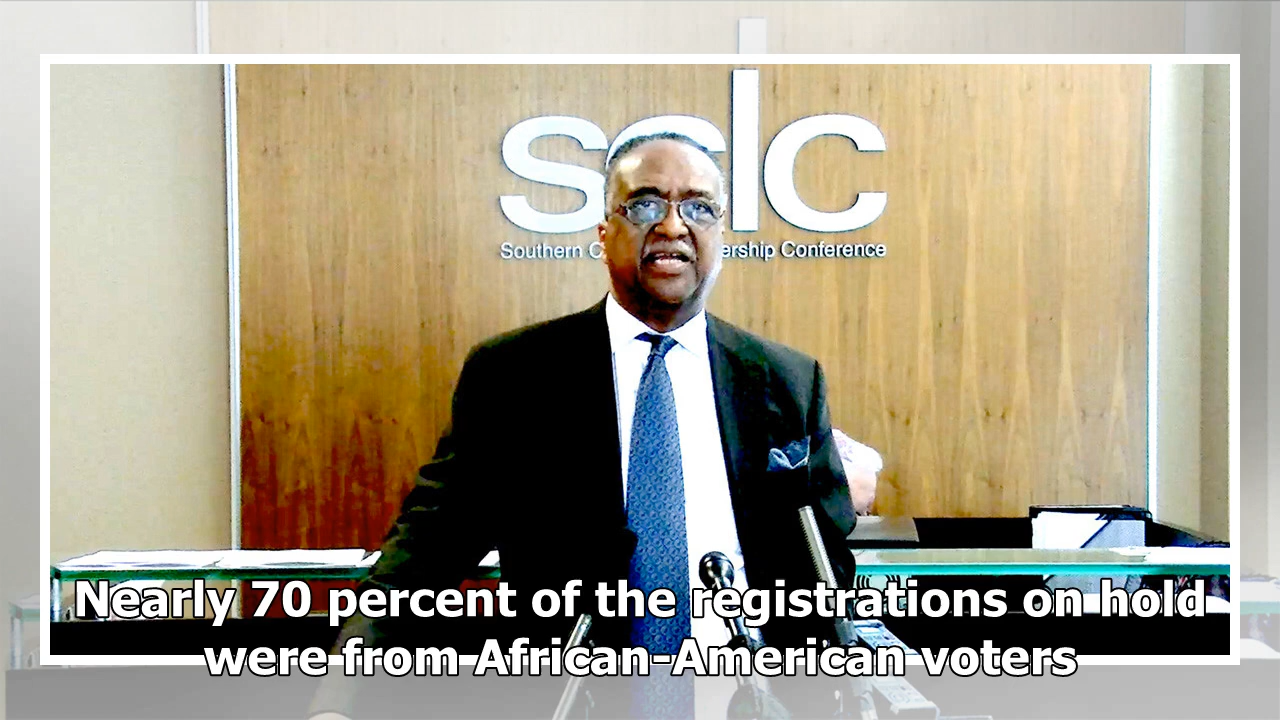 sclc
Southern C ership Conference
Nearly 70 percent of the registrations on hold
were from African-American voters